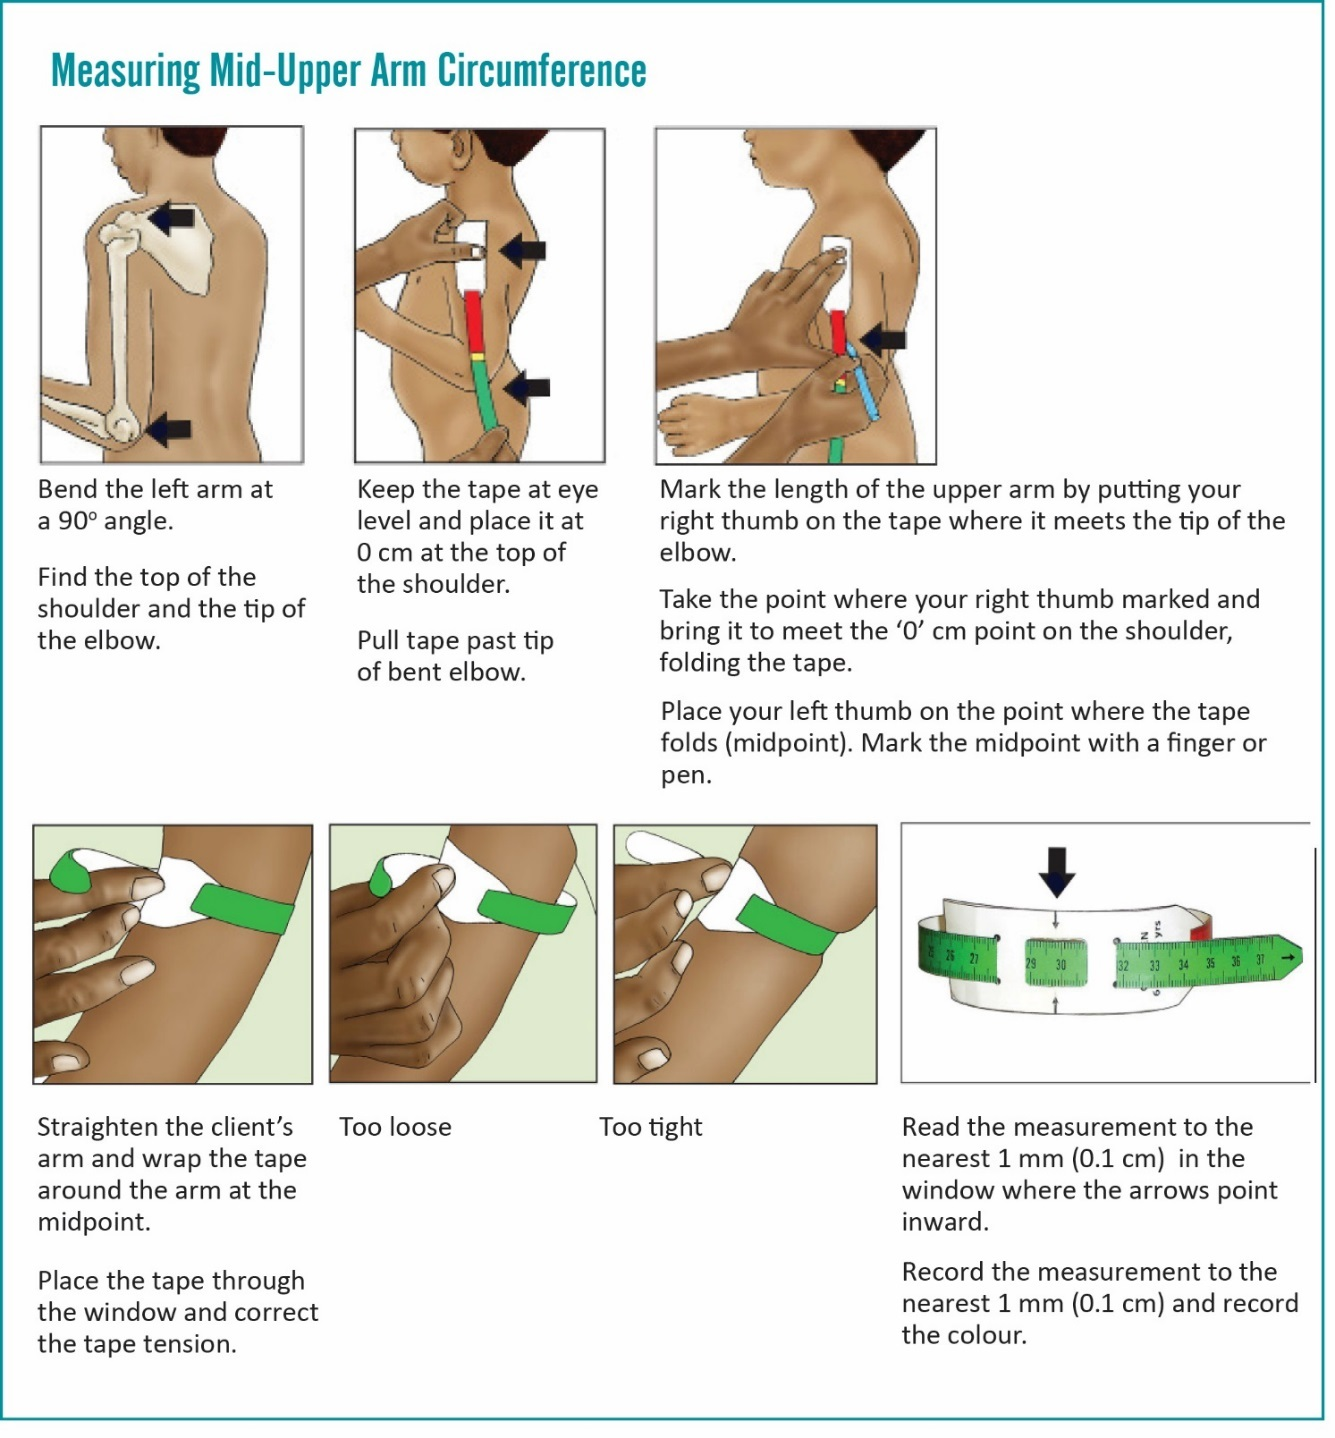 Measuring Mid-Upper Arm Circumference
Bend the left arm at
a 90º angle.
Find the top of the
shoulder and the tip of
the elbow.
Keep the tape at eye
level and place it at
0 cm at the top of
the shoulder.
Pull tape past tip
of bent elbow.
Mark the length of the upper arm by putting your
right thumb on the tape where it meets the tip of the
elbow.
Take the point where your right thumb marked and
bring it to meet the ‘0’ cm point on the shoulder,
folding the tape.
Place your left thumb on the point where the tape
folds (midpoint). Mark the midpoint with a finger or
pen.
25 26 27 29 30 32 33 34 35 36 37
N
yrs
6
Straighten the client’s
arm and wrap the tape
around the arm at the
midpoint.
Place the tape through
the window and correct
the tape tension.
Too loose
Too tight
Read the measurement to the
nearest 1 mm (0.1 cm) in the
window where the arrows point
inward.
Record the measurement to the
nearest 1 mm (0.1 cm) and record
the colour.